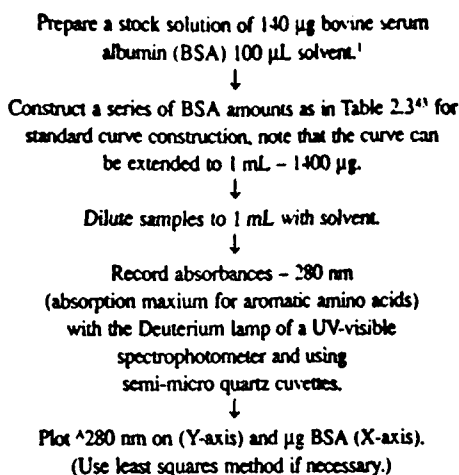 Prepare a stock solution of 140 µg bovine serum
albumin (BSA) 100 µL solvent.¹
↓
Construct a series of BSA amounts as in Table 2.3⁴³ for
standard curve construction, note that the curve can
be extended to 1 mL – 1400 µg.
↓
Dilute samples to 1 mL with solvent.
↓
Record absorbances – 280 nm
(absorption maxium for aromatic amino acids)
with the Deuterium lamp of a UV-visible
spectrophotometer and using
semi-micro quartz cuvettes.
↓
Plot ^280 nm on (Y-axis) and µg BSA (X-axis).
(Use least squares method if necessary.)